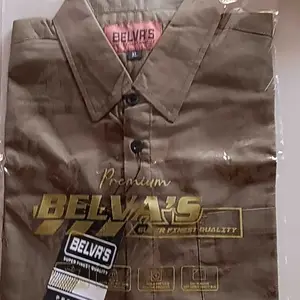 BELVA'S
XL
Premium
BELVA'S
SUPER FINEST QUALITY
BELVA'S
SUPER FINEST QUALITY